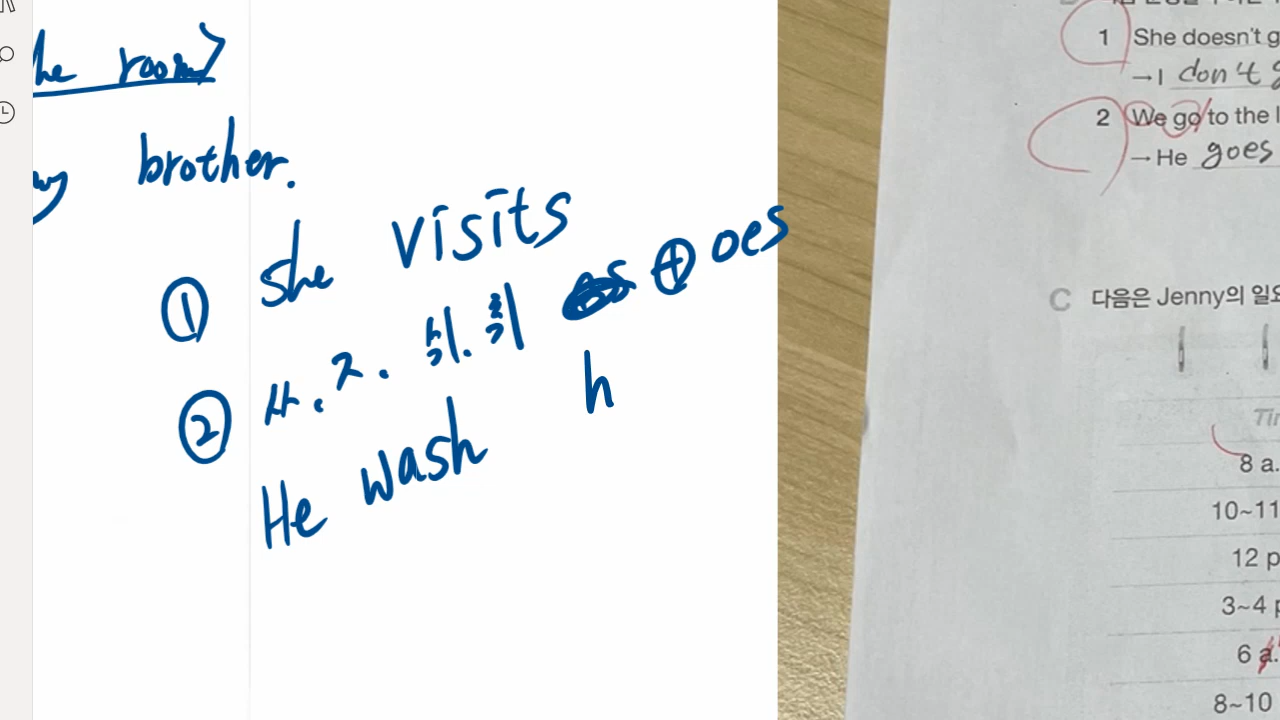 he room?
brother.
① She visits
② ㅆ. ㅈ. 쉬. 취 ⊕ oes
h
He wash
1 She doesn't g
→ I don't g
2 We go to the l
→ He goes
C 다음은 Jenny의 일요
8 a.
10~11
12 p
3~4 p
6 a.
8~10